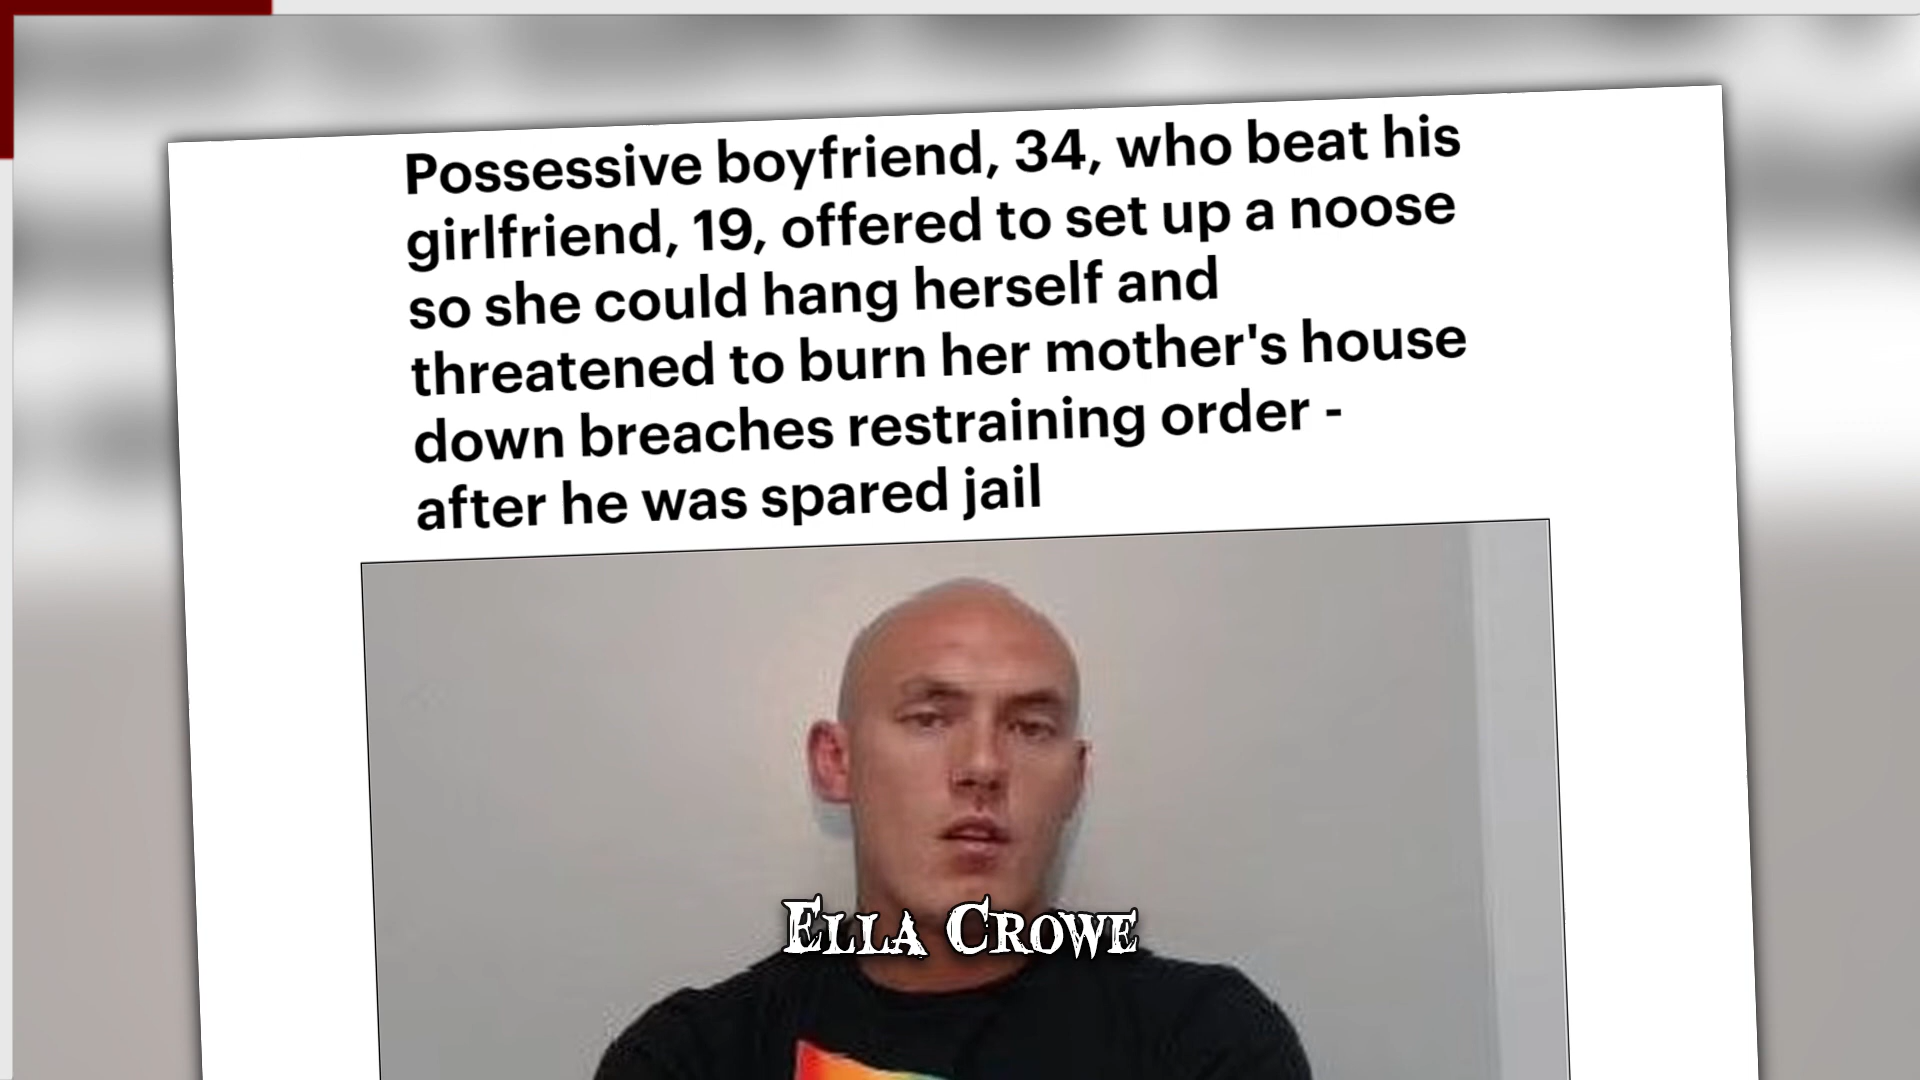 Possessive boyfriend, 34, who beat his
girlfriend, 19, offered to set up a noose
so she could hang herself and
threatened to burn her mother's house
down breaches restraining order -
after he was spared jail
Ella Crowe